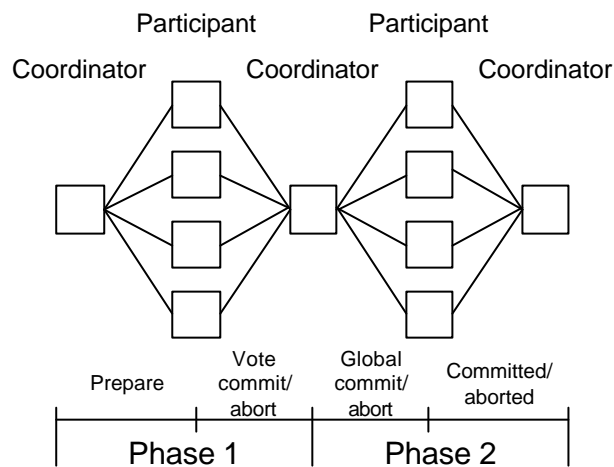 Participant Participant
Coordinator Coordinator Coordinator
Prepare
Vote
commit/
abort
Global
commit/
abort
Committed/
aborted
Phase 1 Phase 2